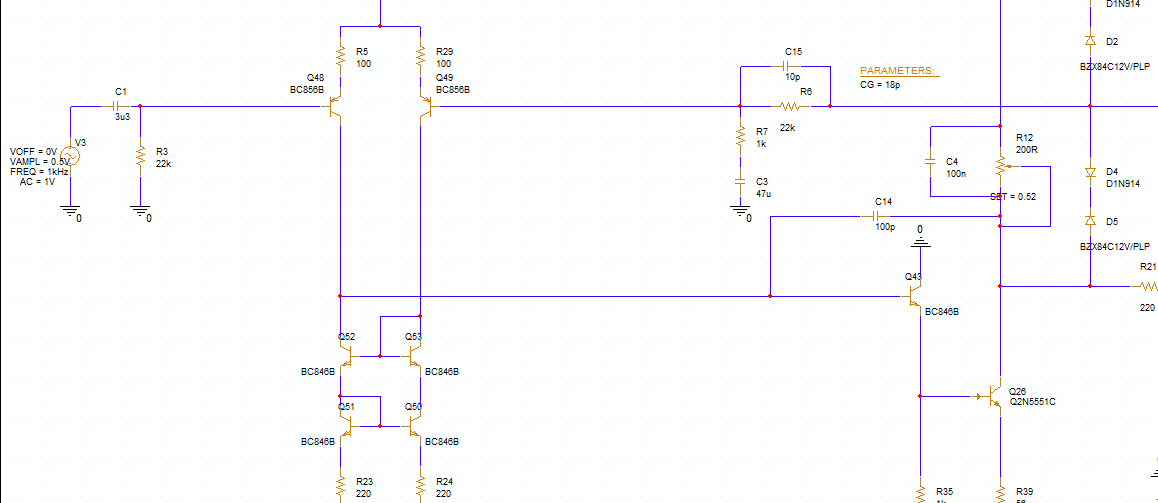 D1N914
D2
BZX84C12V/PLP
R5
100
R29
100
Q48
BC856B
Q49
BC856B
C15
10p
PARAMETERS:
CG = 18p
R6
22k
C1
3u3
V3
VOFF = 0V
VAMPL = 0.5V
FREQ = 1kHz
AC = 1V
R3
22k
0
0
R7
1k
C3
47u
0
R12
200R
C4
100n
SET = 0.52
D4
D1N914
D5
BZX84C12V/PLP
C14
100p
0
Q43
BC846B
R21
220
Q52
BC846B
Q53
BC846B
Q51
BC846B
Q50
BC846B
Q26
Q2N5551C
R23
220
R24
220
R35
R39